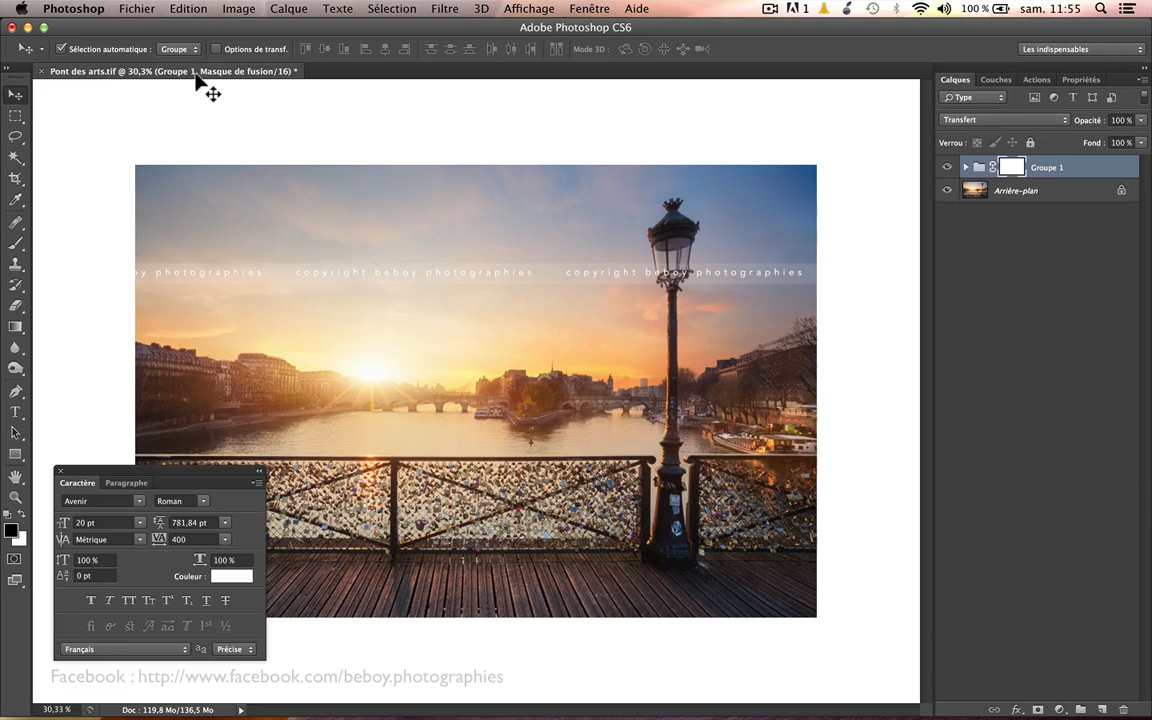 Photoshop Fichier Edition Image Calque Texte Sélection Filtre 3D Affichage Fenêtre Aide 1 100 % sam. 11:55
Adobe Photoshop CS6
Sélection automatique : Groupe Options de transf. Mode 3D : Les indispensables
× Pont des arts.tif @ 30,3% (Groupe 1, Masque de fusion/16) *
Calques Couches Actions Propriétés
Type
Transfert Opacité : 100 %
Verrou : Fond : 100 %
Groupe 1
Arrière-plan
oy photographies copyright beboy photographies copyright beboy photographies
Caractère Paragraphe
Avenir Roman
20 pt 781,84 pt
Métrique 400
100 % 100 %
0 pt Couleur :
Français aa Précise
Facebook : http://www.facebook.com/beboy.photographies
30,33 % Doc : 119,8 Mo/136,5 Mo